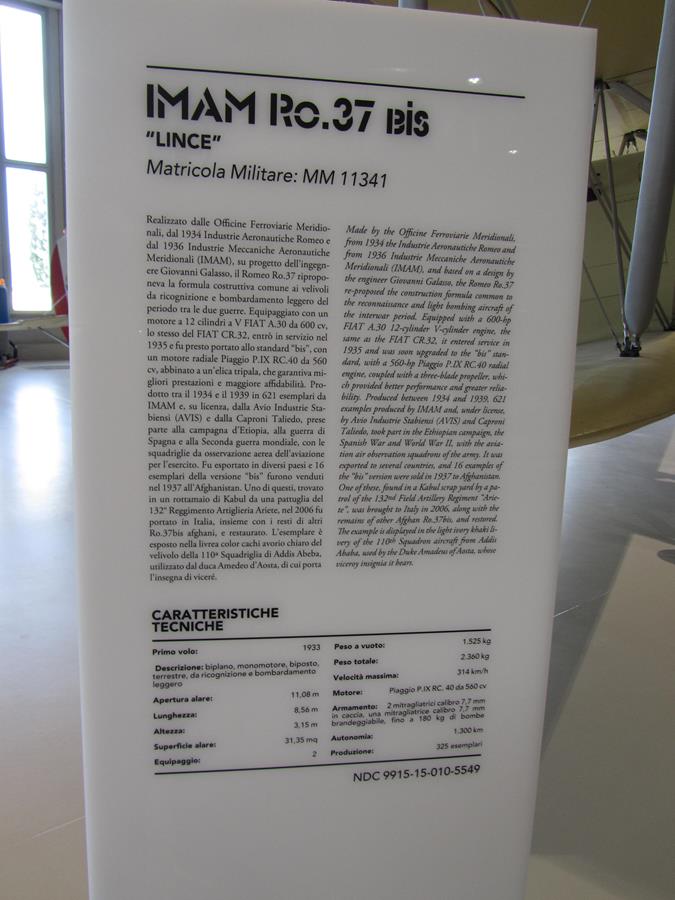 IMAM Ro.37 bis
"LINCE"
Matricola Militare: MM 11341
Realizzato dalle Officine Ferroviarie Meridio-
nali, dal 1934 Industrie Aeronautiche Romeo e
dal 1936 Industrie Meccaniche Aeronautiche
Meridionali (IMAM), su progetto dell'ingegn-
ere Giovanni Galasso, il Romeo Ro.37 ripropo-
neva la formula costruttiva comune ai velivoli
da ricognizione e bombardamento leggero del
periodo tra le due guerre. Equipaggiato con un
motore a 12 cilindri a V FIAT A.30 da 600 cv,
lo stesso del FIAT CR.32, entrò in servizio nel
1935 e fu presto portato allo standard "bis", con
un motore radiale Piaggio P.IX RC.40 da 560
cv, abbinato a un'elica tripala, che garantiva mi-
gliori prestazioni e maggiore affidabilità. Pro-
dotto tra il 1934 e il 1939 in 621 esemplari da
IMAM e, su licenza, dalla Avio Industrie Sta-
biensi (AVIS) e dalla Caproni Taliedo, prese
parte alla campagna d'Etiopia, alla guerra di
Spagna e alla Seconda guerra mondiale, con le
squadriglie da osservazione aerea dell'aviazione
per l'esercito. Fu esportato in diversi paesi e 16
esemplari della versione "bis" furono venduti
nel 1937 all'Afghanistan. Uno di questi, trovato
in un rottamaio di Kabul da una pattuglia del
132° Reggimento Artiglieria Ariete, nel 2006 fu
portato in Italia, insieme con i resti di altri
Ro.37bis afghani, e restaurato. L'esemplare è
esposto nella livrea color cachi avorio chiaro del
velivolo della 110ª Squadriglia di Addis Abeba,
utilizzato dal duca Amedeo d'Aosta, di cui porta
l'insegna di viceré.
Made by the Officine Ferroviarie Meridionali,
from 1934 the Industrie Aeronautiche Romeo and
from 1936 Industrie Meccaniche Aeronautiche
Meridionali (IMAM), and based on a design by
the engineer Giovanni Galasso, the Romeo Ro.37
re-proposed the construction formula common to
the reconnaissance and light bombing aircraft of
the interwar period. Equipped with a 600-hp
FIAT A.30 12-cylinder V-cylinder engine, the
same as the FIAT CR.32, it entered service in
1935 and was soon upgraded to the "bis" stan-
dard, with a 560-hp Piaggio P.IX RC.40 radial
engine, coupled with a three-blade propeller, whi-
ch provided better performance and greater relia-
bility. Produced between 1934 and 1939, 621
examples produced by IMAM and, under license,
by Avio Industrie Stabiensi (AVIS) and Caproni
Taliedo, took part in the Ethiopian campaign, the
Spanish War and World War II, with the avia-
tion air observation squadrons of the army. It was
exported to several countries, and 16 examples of
the "bis" version were sold in 1937 to Afghanistan.
One of these, found in a Kabul scrap yard by a pa-
trol of the 132nd Field Artillery Regiment "Arie-
te", was brought to Italy in 2006, along with the
remains of other Afghan Ro.37bis, and restored.
The example is displayed in the light ivory khaki li-
very of the 110th Squadron aircraft from Addis
Ababa, used by the Duke Amadeus of Aosta, whose
viceroy insignia it bears.
CARATTERISTICHE
TECNICHE
Primo volo: 1933
Descrizione: biplano, monomotore, biposto,
terrestre, da ricognizione e bombardamento
leggero
Apertura alare: 11,08 m
Lunghezza: 8,56 m
Altezza: 3,15 m
Superficie alare: 31,35 mq
Equipaggio: 2
Peso a vuoto: 1.525 kg
Peso totale: 2.360 kg
Velocità massima: 314 km/h
Motore: Piaggio P.IX RC. 40 da 560 cv
Armamento: 2 mitragliatrici calibro 7,7 mm
in caccia, una mitragliatrice calibro 7,7 mm
brandeggiabile, fino a 180 kg di bombe
Autonomia: 1.300 km
Produzione: 325 esemplari
NDC 9915-15-010-5549